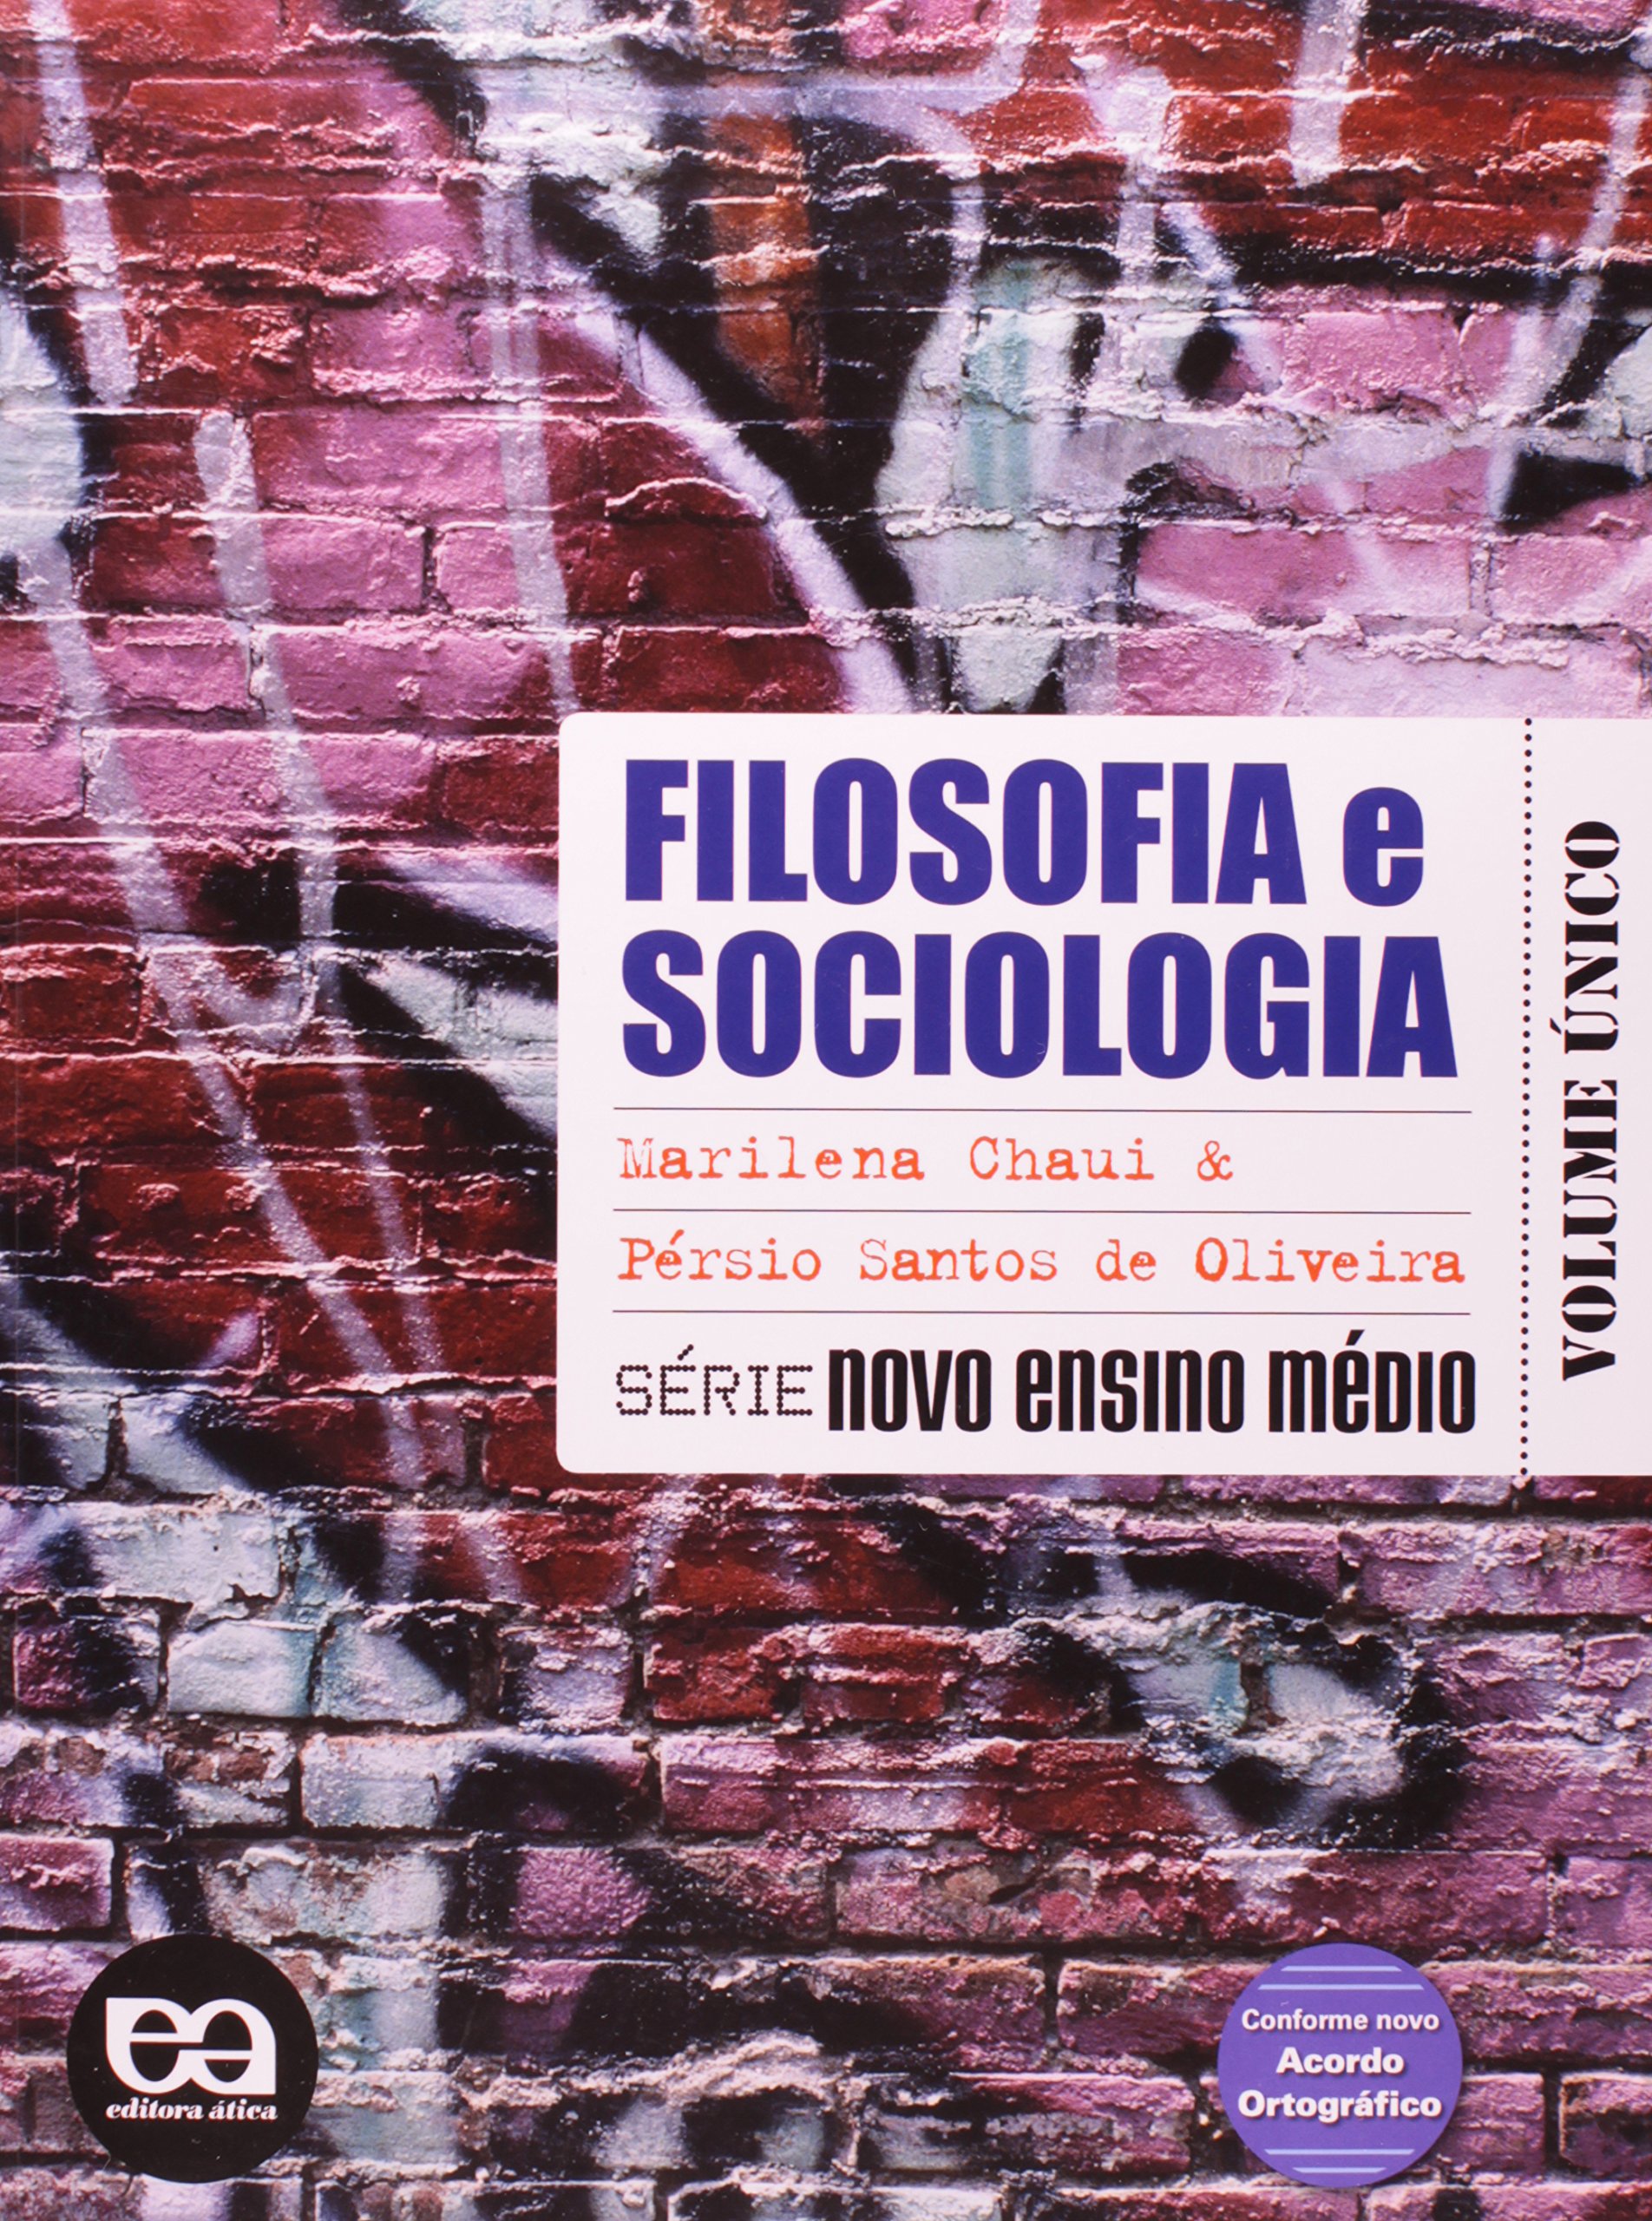 FILOSOFIA e
SOCIOLOGIA
Marilena Chaui &
Pérsio Santos de Oliveira
SÉRIE NOVO ENSINO MÉDIO
VOLUME ÚNICO
ea
editora ática
Conforme novo
Acordo
Ortográfico